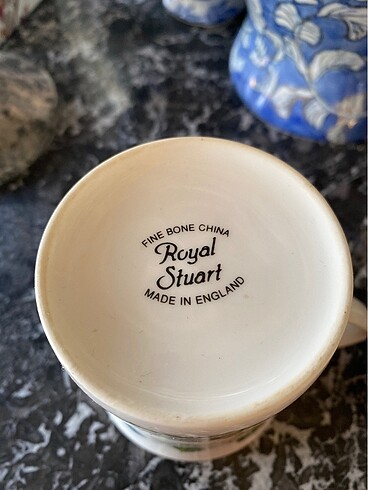 FINE BONE CHINA
Royal
Stuart
MADE IN ENGLAND